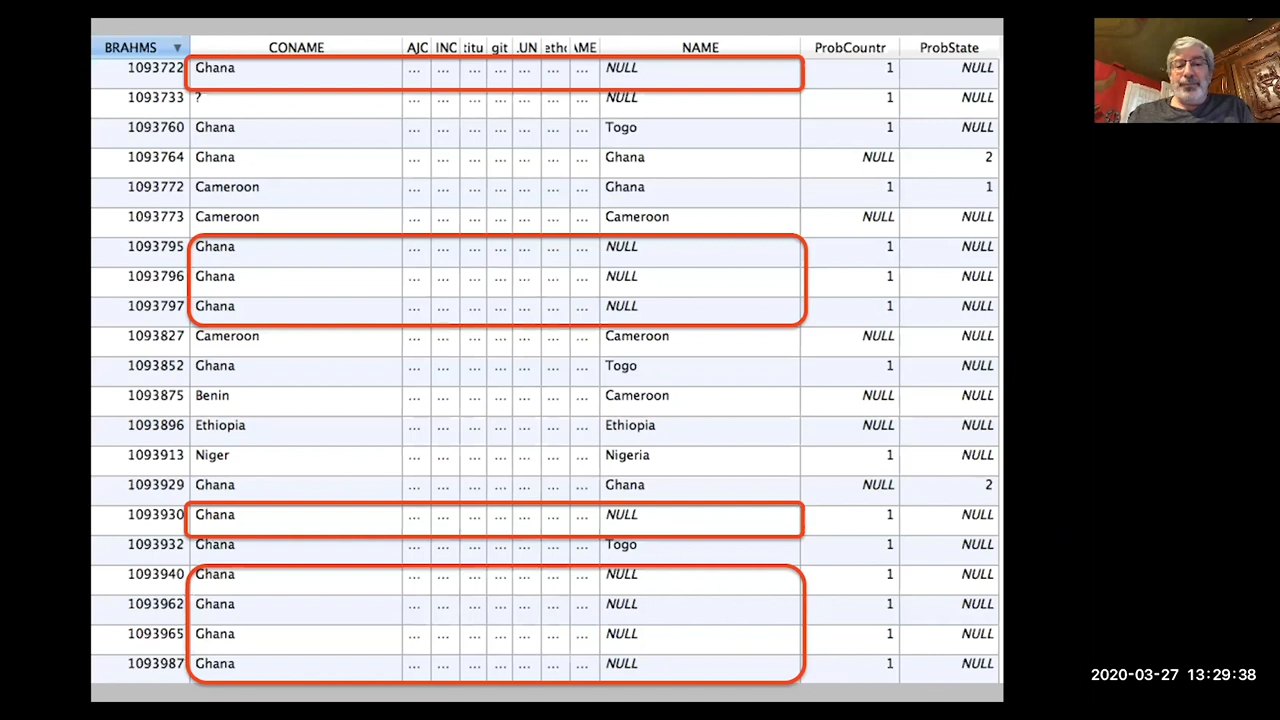 BRAHMS CONAME AJC INC titu git .UN etho AME NAME ProbCountr ProbState
1093722 Ghana ... ... ... ... ... ... ... NULL 1 NULL
1093733 ? ... ... ... ... ... ... ... NULL 1 NULL
1093760 Ghana ... ... ... ... ... ... ... Togo 1 NULL
1093764 Ghana ... ... ... ... ... ... ... Ghana NULL 2
1093772 Cameroon ... ... ... ... ... ... ... Ghana 1 1
1093773 Cameroon ... ... ... ... ... ... ... Cameroon NULL NULL
1093795 Ghana ... ... ... ... ... ... ... NULL 1 NULL
1093796 Ghana ... ... ... ... ... ... ... NULL 1 NULL
1093797 Ghana ... ... ... ... ... ... ... NULL 1 NULL
1093827 Cameroon ... ... ... ... ... ... ... Cameroon NULL NULL
1093852 Ghana ... ... ... ... ... ... ... Togo 1 NULL
1093875 Benin ... ... ... ... ... ... ... Cameroon NULL NULL
1093896 Ethiopia ... ... ... ... ... ... ... Ethiopia NULL NULL
1093913 Niger ... ... ... ... ... ... ... Nigeria 1 NULL
1093929 Ghana ... ... ... ... ... ... ... Ghana NULL 2
1093930 Ghana ... ... ... ... ... ... ... NULL 1 NULL
1093932 Ghana ... ... ... ... ... ... ... Togo 1 NULL
1093940 Ghana ... ... ... ... ... ... ... NULL 1 NULL
1093962 Ghana ... ... ... ... ... ... ... NULL 1 NULL
1093965 Ghana ... ... ... ... ... ... ... NULL 1 NULL
1093987 Ghana ... ... ... ... ... ... ... NULL 1 NULL
2020-03-27 13:29:38